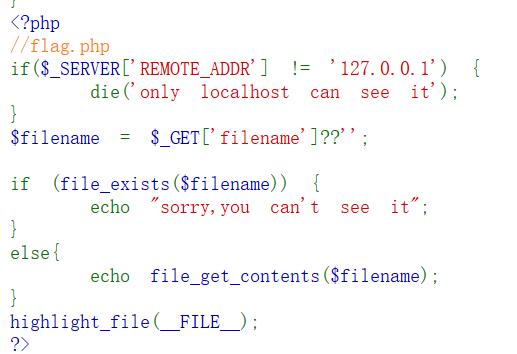 }
<?php
//flag.php
if($_SERVER['REMOTE_ADDR'] != '127.0.0.1') {
die('only localhost can see it');
}
$filename = $_GET['filename']??'';
if (file_exists($filename)) {
echo "sorry,you can't see it";
}
else{
echo file_get_contents($filename);
}
highlight_file(__FILE__);
?>